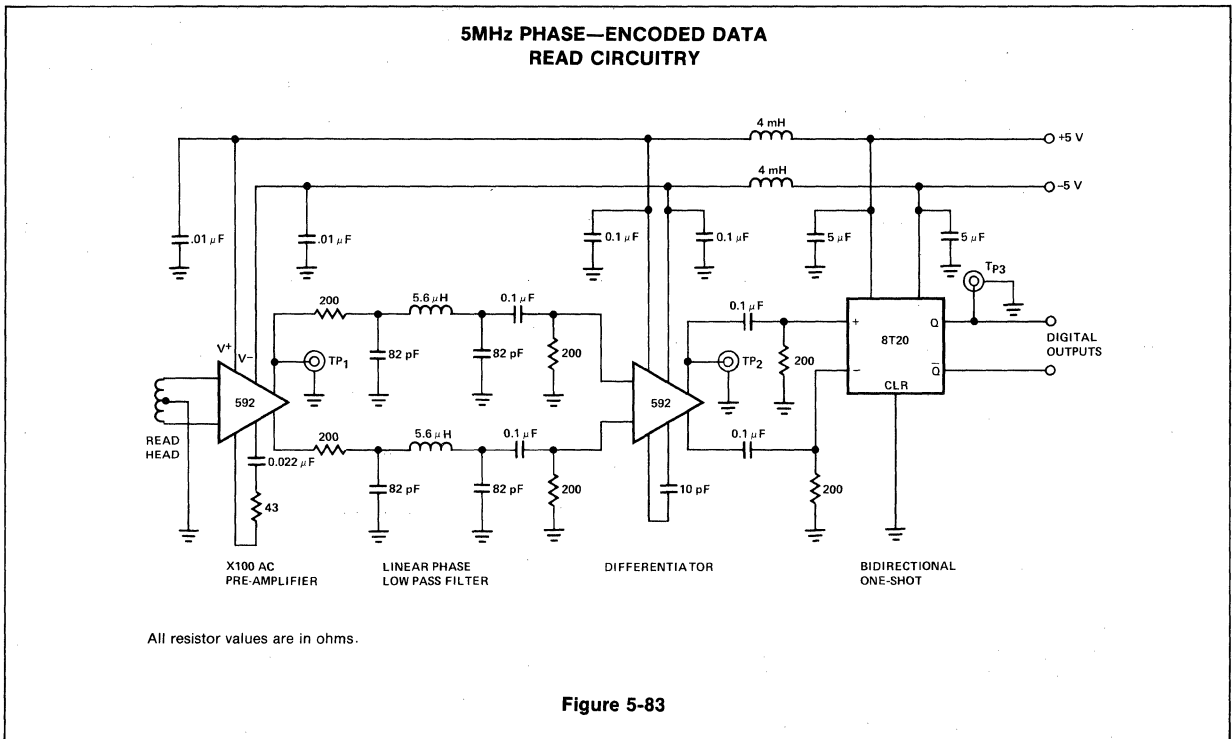 5MHz PHASE—ENCODED DATA
READ CIRCUITRY
4 mH
+5 V
4mH
-5 V
.01 µF
.01 µF
0.1 µF
0.1 µF
5 µF
5 µF
TP3
200
5.6 µH
0.1 µF
0.1 µF
V+
V−
TP1
82 pF
82 pF
200
TP2
200
+
Q
8T20
DIGITAL
OUTPUTS
−
Q̅
CLR
592
592
READ
HEAD
200
5.6 µH
0.1 µF
0.1 µF
0.022 µF
82 pF
82 pF
200
10 pF
200
43
X100 AC
PRE-AMPLIFIER
LINEAR PHASE
LOW PASS FILTER
DIFFERENTIATOR
BIDIRECTIONAL
ONE-SHOT
All resistor values are in ohms.
Figure 5-83